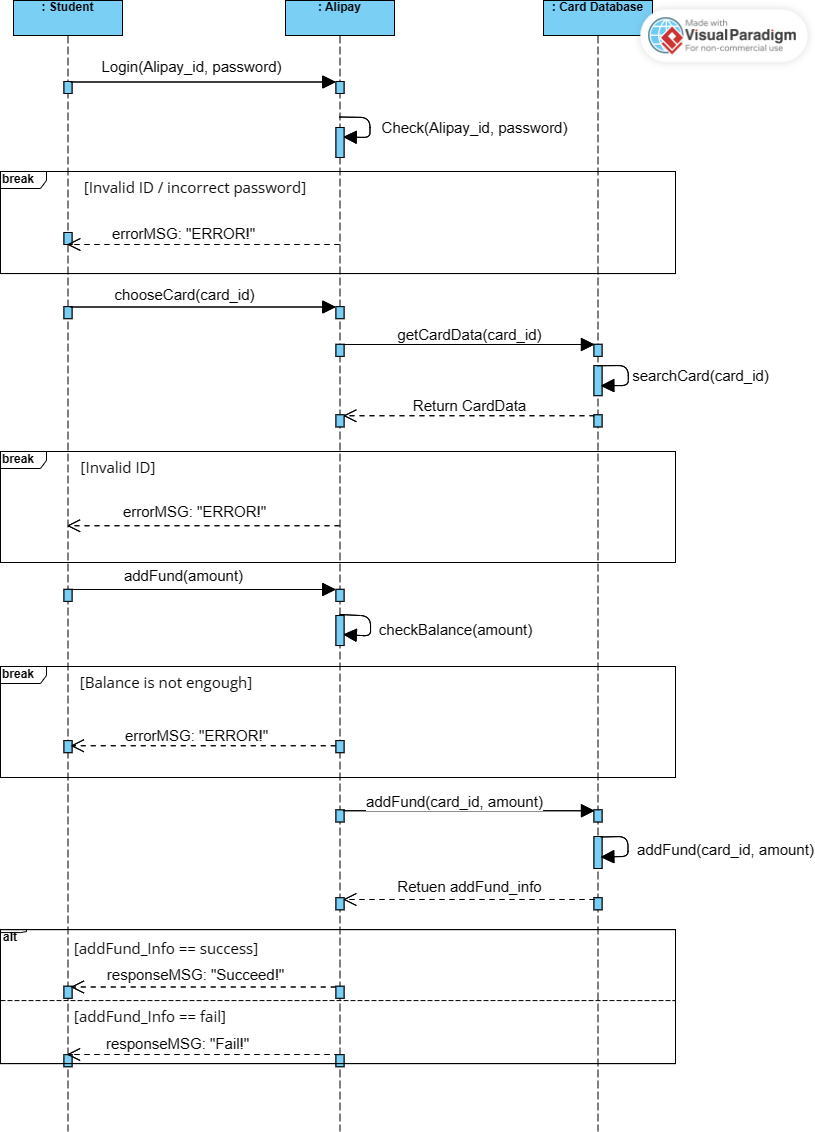 : Student
: Alipay
: Card Database
Made with
VisualParadigm
For non-commercial use
Login(Alipay_id, password)
Check(Alipay_id, password)
break
[Invalid ID / incorrect password]
errorMSG: "ERROR!"
chooseCard(card_id)
getCardData(card_id)
searchCard(card_id)
Return CardData
break
[Invalid ID]
errorMSG: "ERROR!"
addFund(amount)
checkBalance(amount)
break
[Balance is not engough]
errorMSG: "ERROR!"
addFund(card_id, amount)
addFund(card_id, amount)
Retuen addFund_info
alt
[addFund_Info == success]
responseMSG: "Succeed!"
[addFund_Info == fail]
responseMSG: "Fail!"